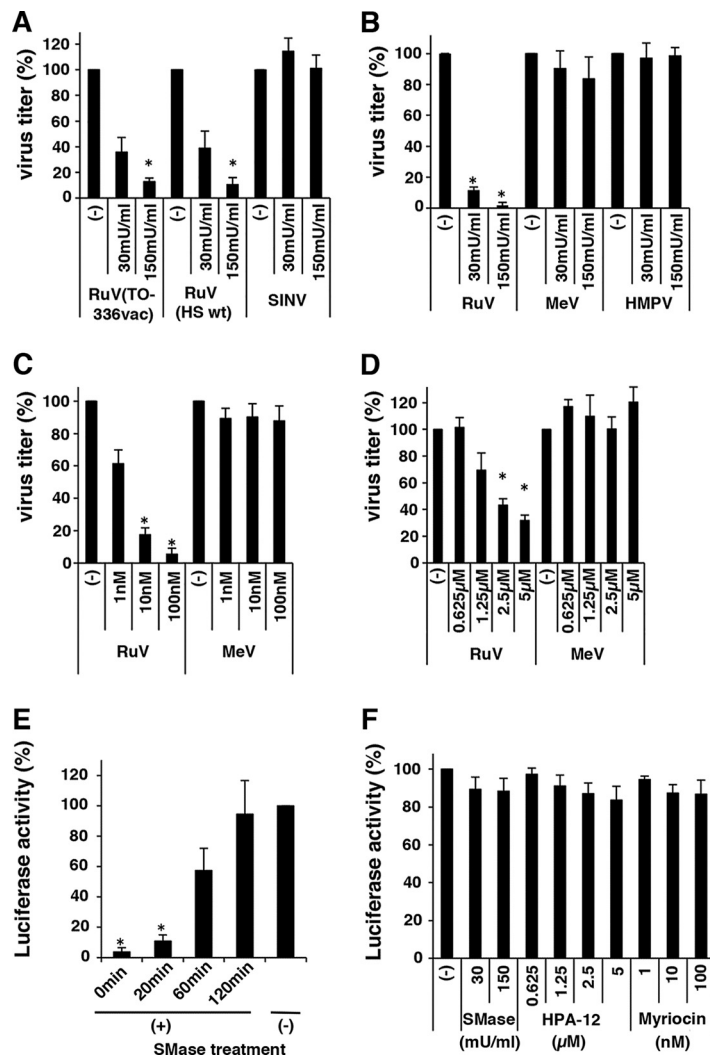 A
virus titer (%)
120
100
80
60
40
20
0
* *
(-) 30mU/ml 150mU/ml (-) 30mU/ml 150mU/ml (-) 30mU/ml 150mU/ml
RuV(TO-336vac) RuV (HS wt) SINV
B
virus titer (%)
100
80
60
40
20
0
* *
(-) 30mU/ml 150mU/ml (-) 30mU/ml 150mU/ml (-) 30mU/ml 150mU/ml
RuV MeV HMPV
C
virus titer (%)
100
80
60
40
20
0
* *
(-) 1nM 10nM 100nM (-) 1nM 10nM 100nM
RuV MeV
D
virus titer (%)
120
100
80
60
40
20
0
* *
(-) 0.625µM 1.25µM 2.5µM 5µM (-) 0.625µM 1.25µM 2.5µM 5µM
RuV MeV
E
Luciferase activity (%)
120
100
80
60
40
20
0
* *
0min 20min 60min 120min
(+) (-)
SMase treatment
F
Luciferase activity (%)
100
80
60
40
20
0
(-) 30 150 0.625 1.25 2.5 5 1 10 100
SMase HPA-12 Myriocin
(mU/ml) (µM) (nM)